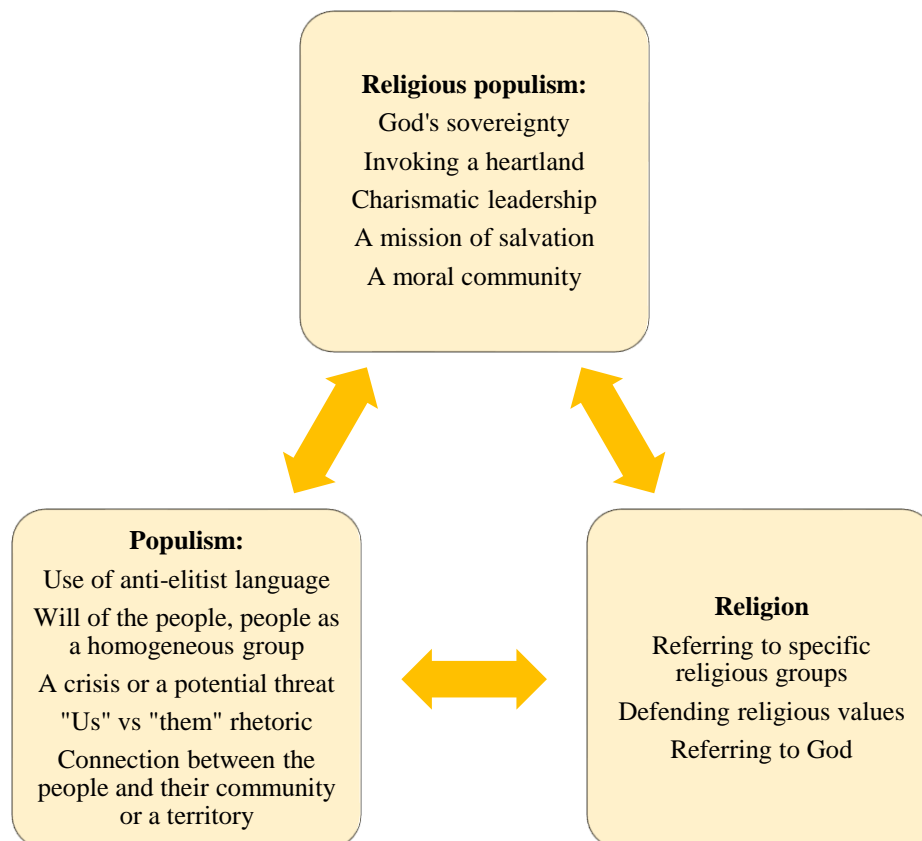 Religious populism:
God's sovereignty
Invoking a heartland
Charismatic leadership
A mission of salvation
A moral community
Populism:
Use of anti-elitist language
Will of the people, people as
a homogeneous group
A crisis or a potential threat
"Us" vs "them" rhetoric
Connection between the
people and their community
or a territory
Religion
Referring to specific
religious groups
Defending religious values
Referring to God